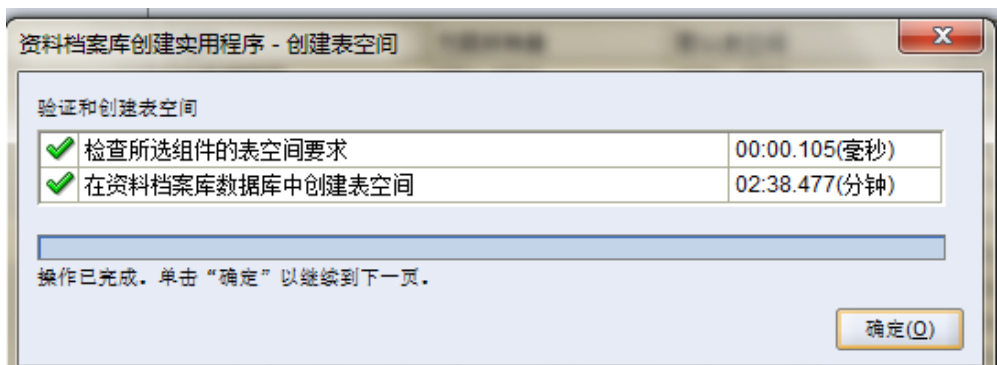 资料档案库创建实用程序 - 创建表空间
验证和创建表空间
检查所选组件的表空间要求 00:00.105(毫秒)
在资料档案库数据库中创建表空间 02:38.477(分钟)
操作已完成. 单击“确定”以继续到下一页.
确定(O)